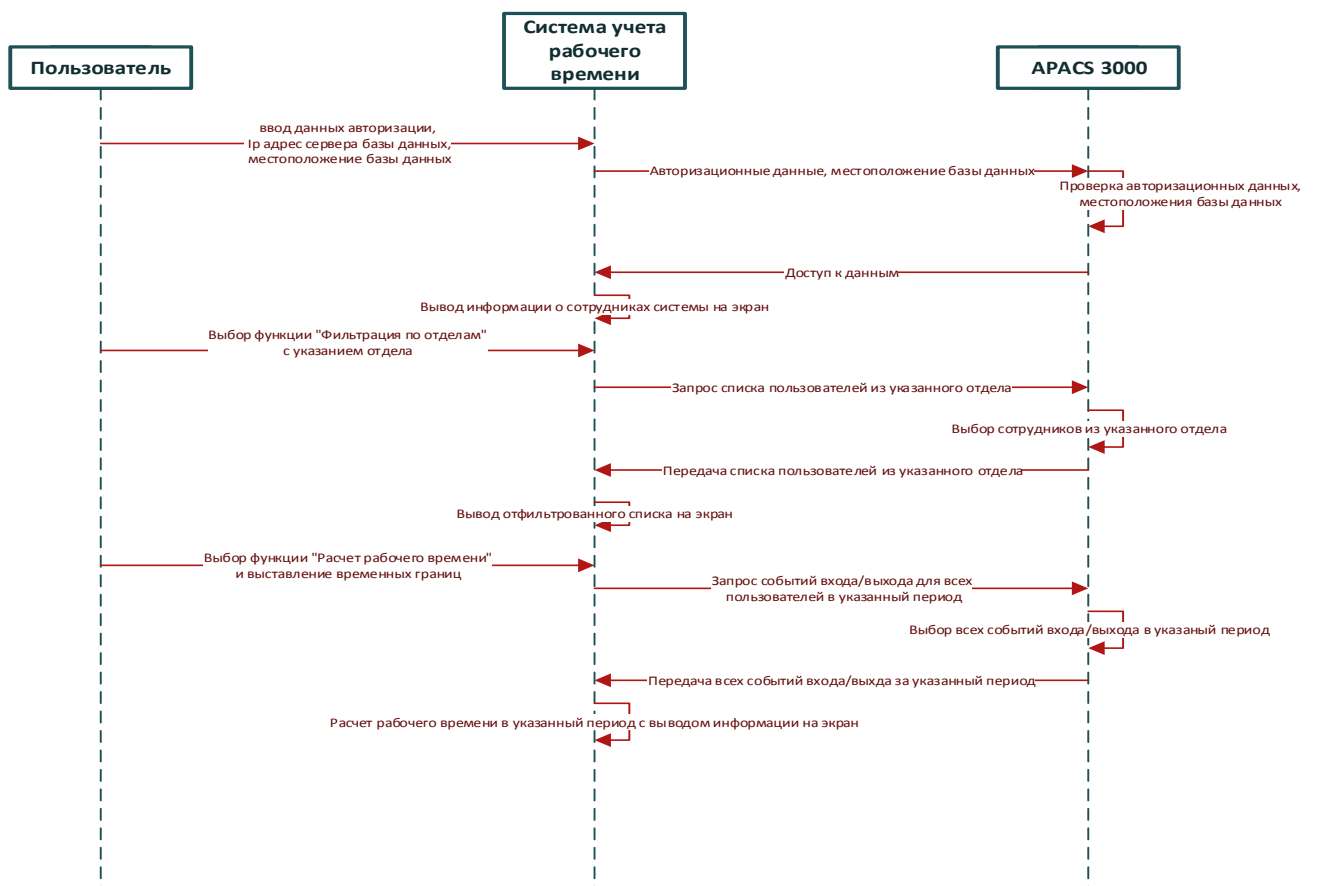 Пользователь
Система учета
рабочего
времени
APACS 3000
ввод данных авторизации,
Ip адрес сервера базы данных,
местоположение базы данных
Авторизационные данные, местоположение базы данных
Проверка авторизационных данных,
местоположения базы данных
Доступ к данным
Вывод информации о сотрудниках системы на экран
Выбор функции "Фильтрация по отделам"
с указанием отдела
Запрос списка пользователей из указанного отдела
Выбор сотрудников из указанного отдела
Передача списка пользователей из указанного отдела
Вывод отфильтрованного списка на экран
Выбор функции "Расчет рабочего времени"
и выставление временных границ
Запрос событий входа/выхода для всех
пользователей в указанный период
Выбор всех событий входа/выхода в указаный период
Передача всех событий входа/выхда за указанный период
Расчет рабочего времени в указанный период с выводом информации на экран